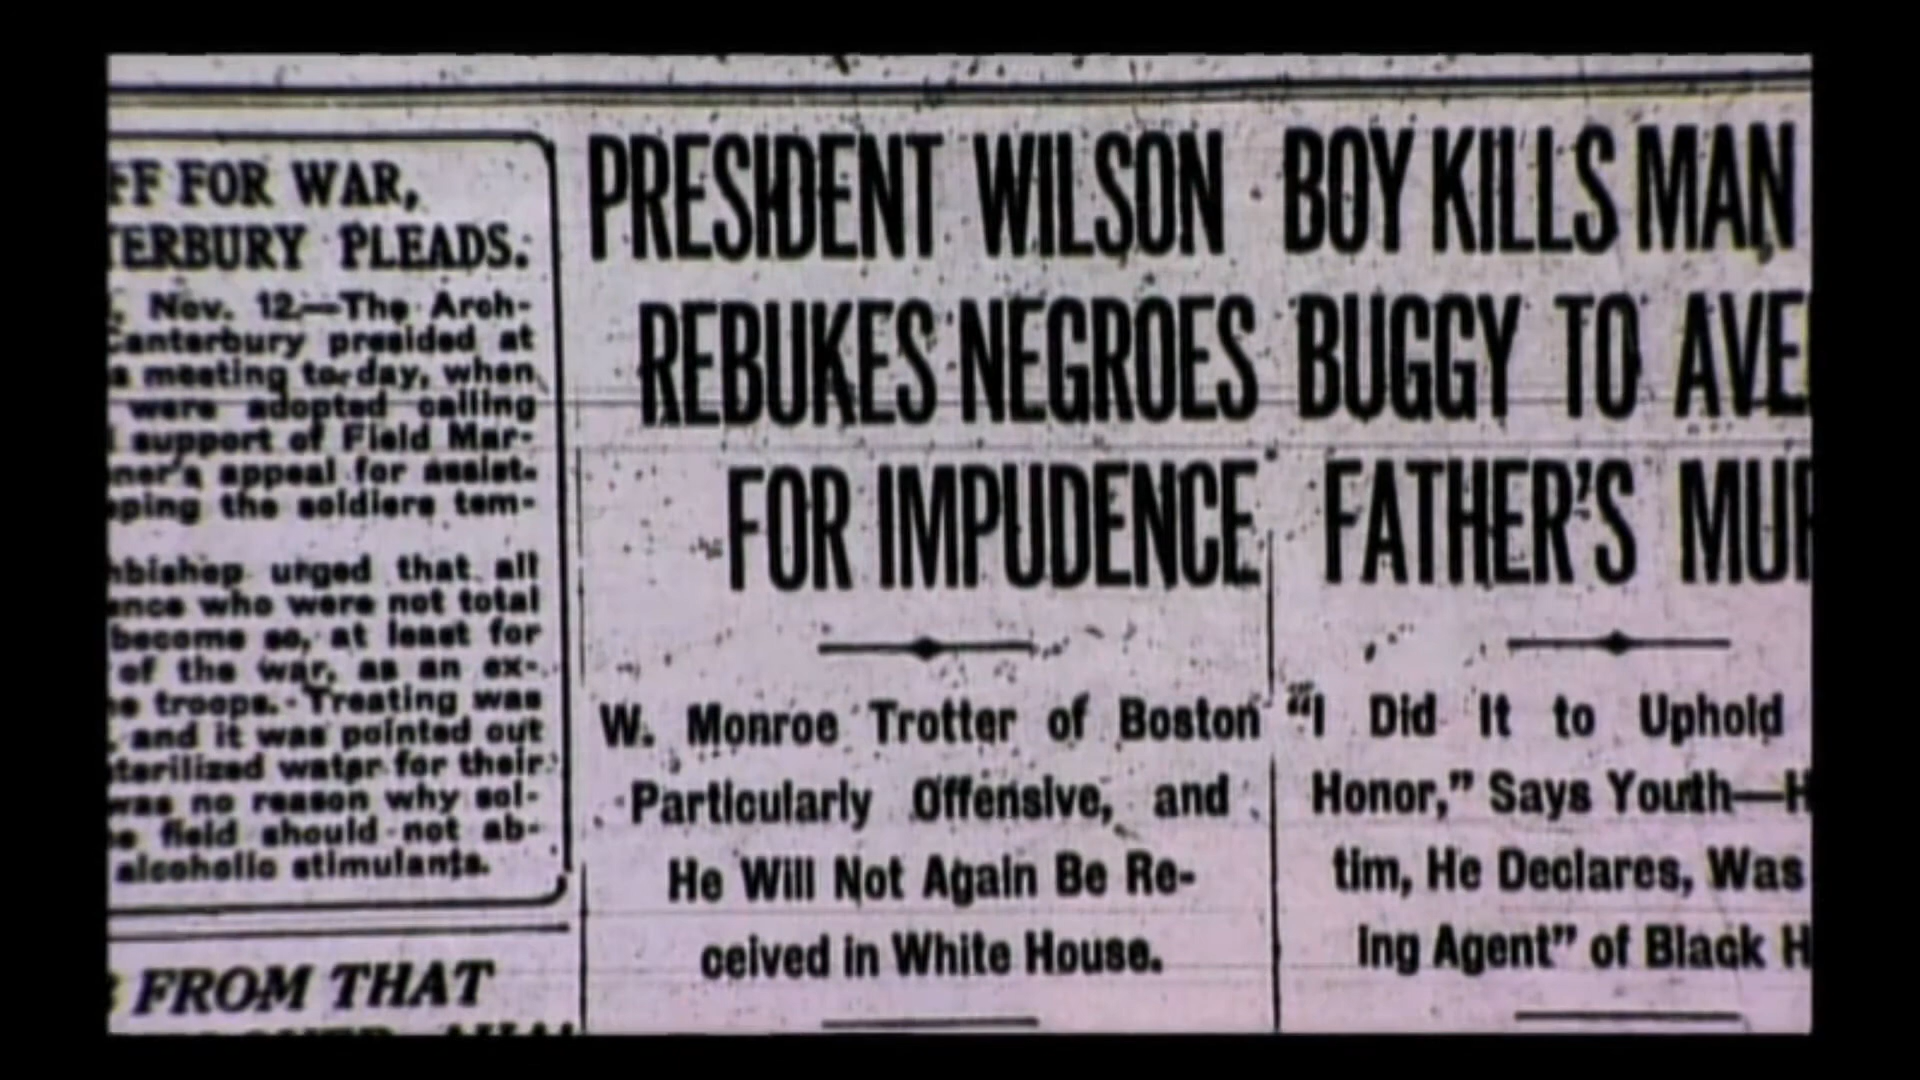 FF FOR WAR,
TERBURY PLEADS.
Nov. 12.—The Arch-
Canterbury presided at
a meeting to-day, when
were adopted calling
support of Field Mar-
ner's appeal for assist-
ping the soldiers tem-
hbishop urged that all
ence who were not total
become so, at least for
of the war, as an ex-
troops. Treating was
and it was pointed out
sterilized water for their
was no reason why sol-
field should not ab-
alcoholic stimulants.
FROM THAT
PRESIDENT WILSON
REBUKES NEGROES
FOR IMPUDENCE
W. Monroe Trotter of Boston
Particularly Offensive, and
He Will Not Again Be Re-
ceived in White House.
BOY KILLS MAN
BUGGY TO AVE
FATHER'S MUR
"I Did It to Uphold
Honor," Says Youth—H
tim, He Declares, Was
ing Agent" of Black H